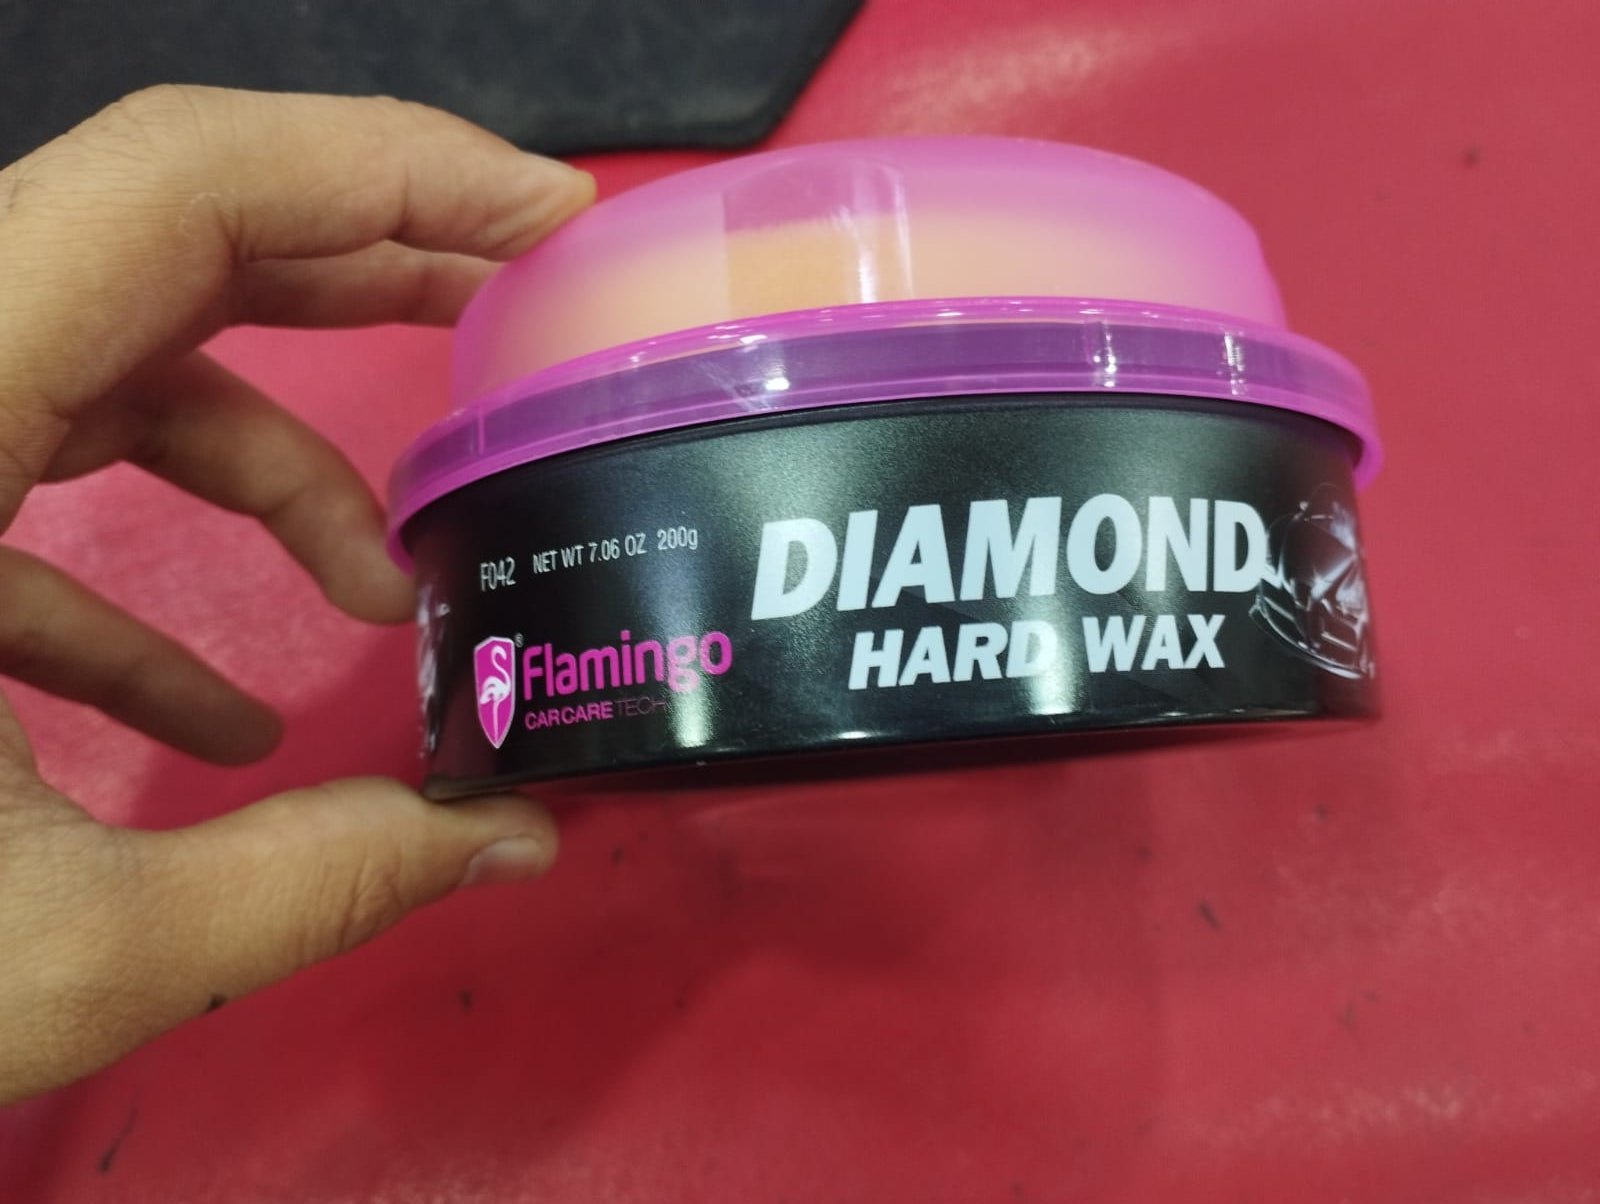 DIAMOND
HARD WAX
F042 NET WT 7.06 OZ 200g
Flamingo®
CAR CARE TECH